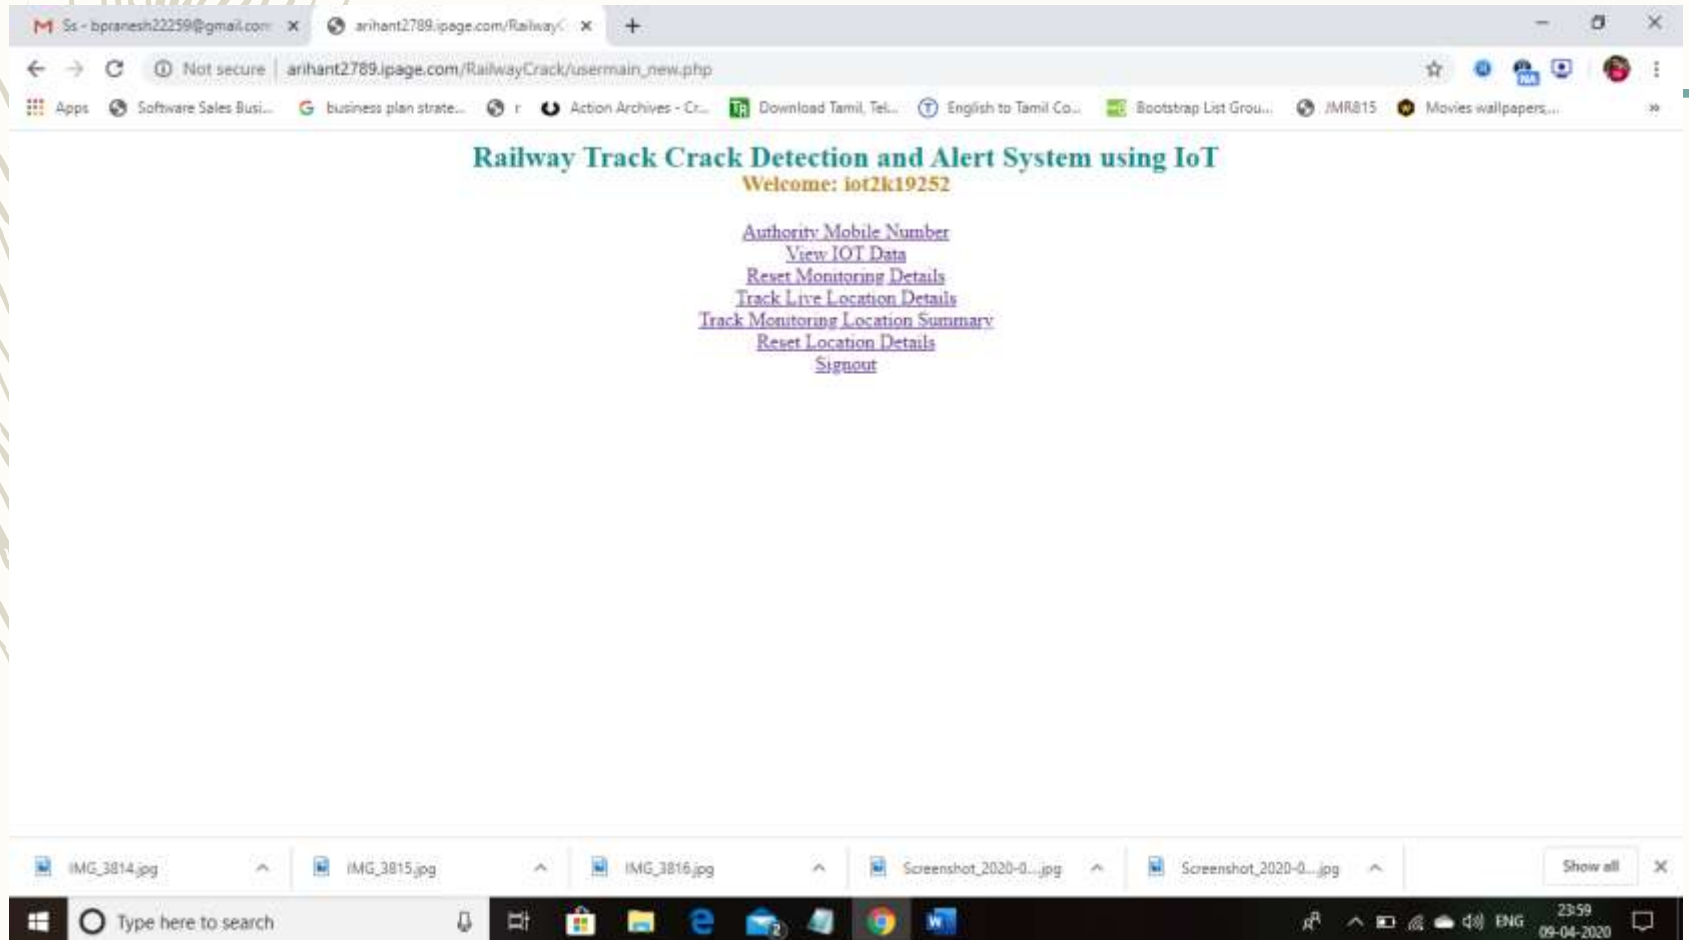 Ss - bpranesh22259@gmail.com
arihant2789.ipage.com/RailwayC
Not secure | arihant2789.ipage.com/RailwayCrack/usermain_new.php
Apps Software Sales Busi... business plan strate... r Action Archives - Cr... Download Tamil, Tel... English to Tamil Co... Bootstrap List Grou... /MR815 Movies wallpapers,... »
Railway Track Crack Detection and Alert System using IoT
Welcome: iot2k19252
Authority Mobile Number
View IOT Data
Reset Monitoring Details
Track Live Location Details
Track Monitoring Location Summary
Reset Location Details
Signout
IMG_3814.jpg IMG_3815.jpg IMG_3816.jpg Screenshot_2020-0....jpg Screenshot_2020-0....jpg Show all
Type here to search
ENG
23:59
09-04-2020